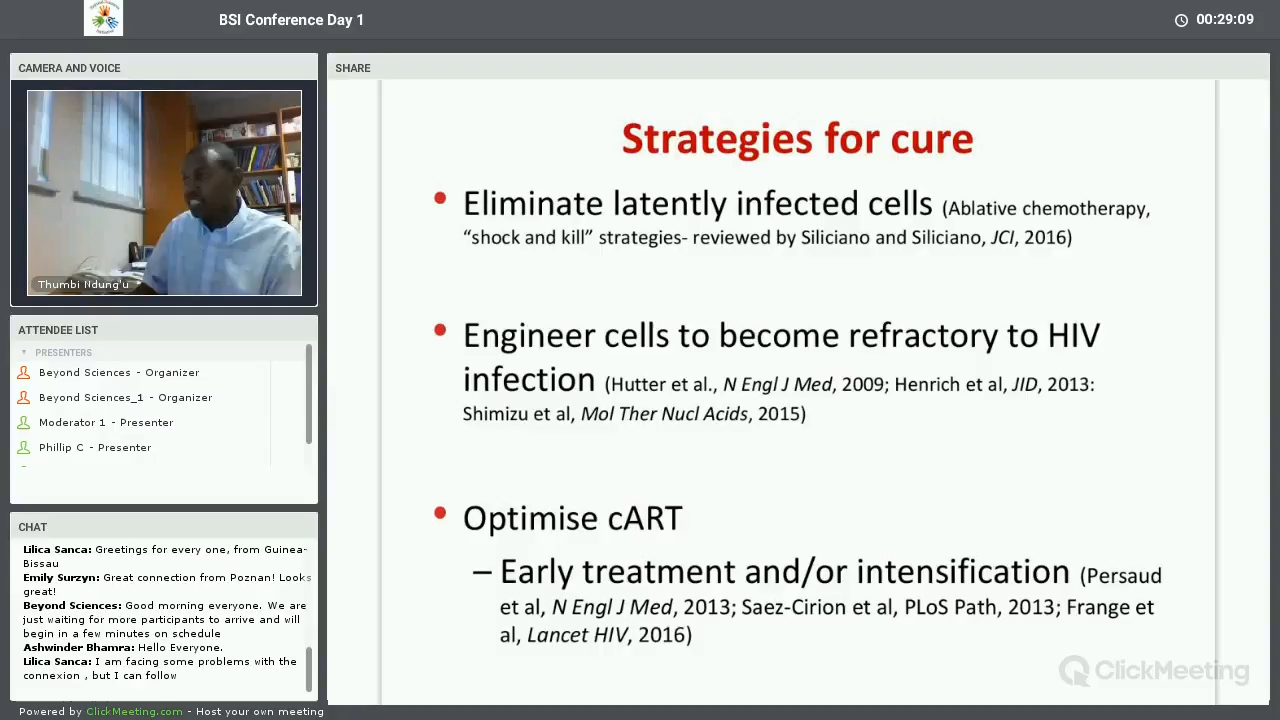 BSI Conference Day 1
00:29:09
CAMERA AND VOICE
Thumbi Ndung'u
ATTENDEE LIST
PRESENTERS
Beyond Sciences - Organizer
Beyond Sciences_1 - Organizer
Moderator 1 - Presenter
Phillip C - Presenter
CHAT
Lilica Sanca: Greetings for every one, from Guinea-
Bissau
Emily Surzyn: Great connection from Poznan! Looks
great!
Beyond Sciences: Good morning everyone. We are
just waiting for more participants to arrive and will
begin in a few minutes on schedule
Ashwinder Bhamra: Hello Everyone.
Lilica Sanca: I am facing some problems with the
connexion , but I can follow
Powered by ClickMeeting.com - Host your own meeting
SHARE
Strategies for cure
• Eliminate latently infected cells (Ablative chemotherapy,
“shock and kill” strategies- reviewed by Siliciano and Siliciano, JCI, 2016)
• Engineer cells to become refractory to HIV
infection (Hutter et al., N Engl J Med, 2009; Henrich et al, JID, 2013:
Shimizu et al, Mol Ther Nucl Acids, 2015)
• Optimise cART
– Early treatment and/or intensification (Persaud
et al, N Engl J Med, 2013; Saez-Cirion et al, PLoS Path, 2013; Frange et
al, Lancet HIV, 2016)
ClickMeeting